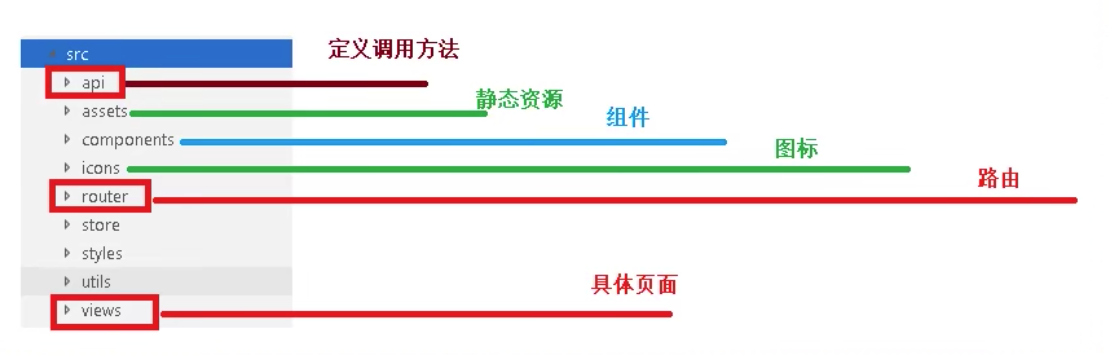 src
定义调用方法
api
静态资源
assets
组件
components
图标
icons
路由
router
store
styles
utils
具体页面
views